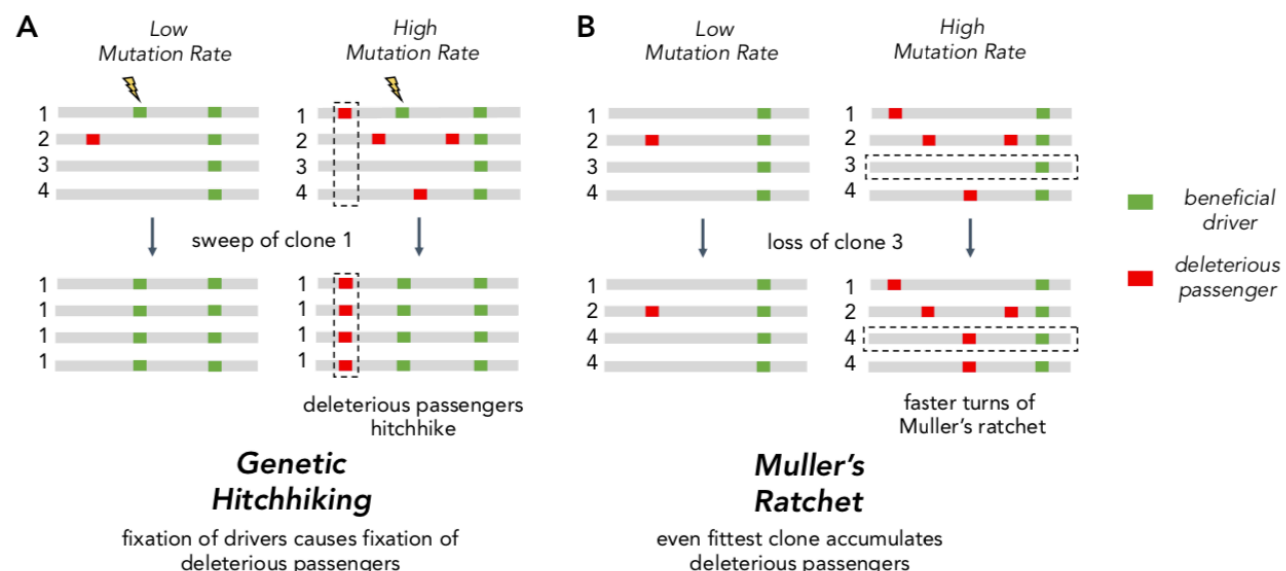 A
Low
Mutation Rate
High
Mutation Rate
1
2
3
4
1
2
3
4
sweep of clone 1
1
1
1
1
1
1
1
1
deleterious passengers
hitchhike
Genetic
Hitchhiking
fixation of drivers causes fixation of
deleterious passengers
B
Low
Mutation Rate
High
Mutation Rate
1
2
3
4
1
2
3
4
loss of clone 3
1
2
4
4
1
2
4
4
faster turns of
Muller's ratchet
Muller's
Ratchet
even fittest clone accumulates
deleterious passengers
beneficial
driver
deleterious
passenger